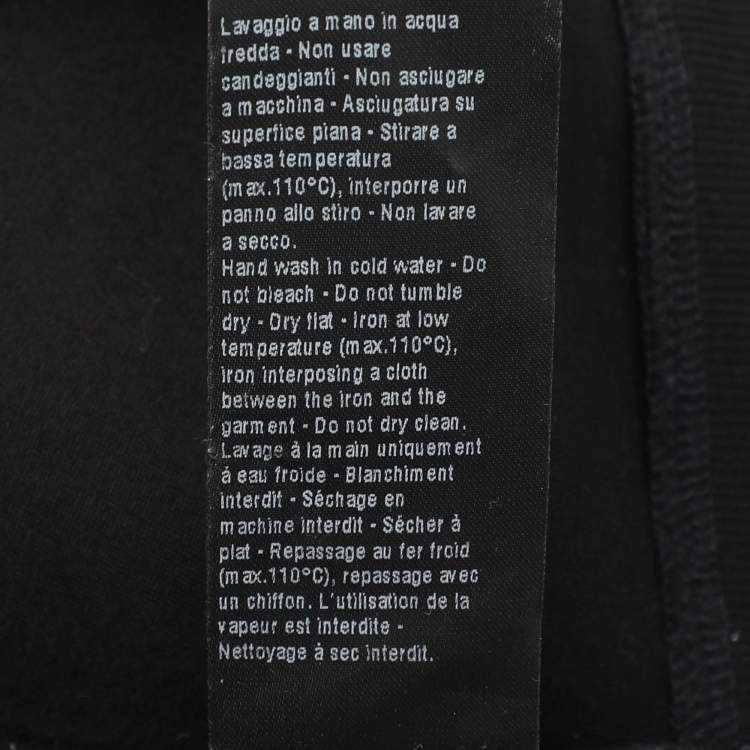 Lavaggio a mano in acqua
fredda - Non usare
candeggianti - Non asciugare
a macchina - Asciugatura su
superfice piana - Stirare a
bassa temperatura
(max.110°C), interporre un
panno allo stiro - Non lavare
a secco.
Hand wash in cold water - Do
not bleach - Do not tumble
dry - Dry flat - Iron at low
temperature (max.110°C),
iron interposing a cloth
between the iron and the
garment - Do not dry clean.
Lavage à la main uniquement
à eau froide - Blanchiment
interdit - Séchage en
machine interdit - Sécher à
plat - Repassage au fer froid
(max.110°C), repassage avec
un chiffon. L'utilisation de la
vapeur est interdite -
Nettoyage à sec interdit.